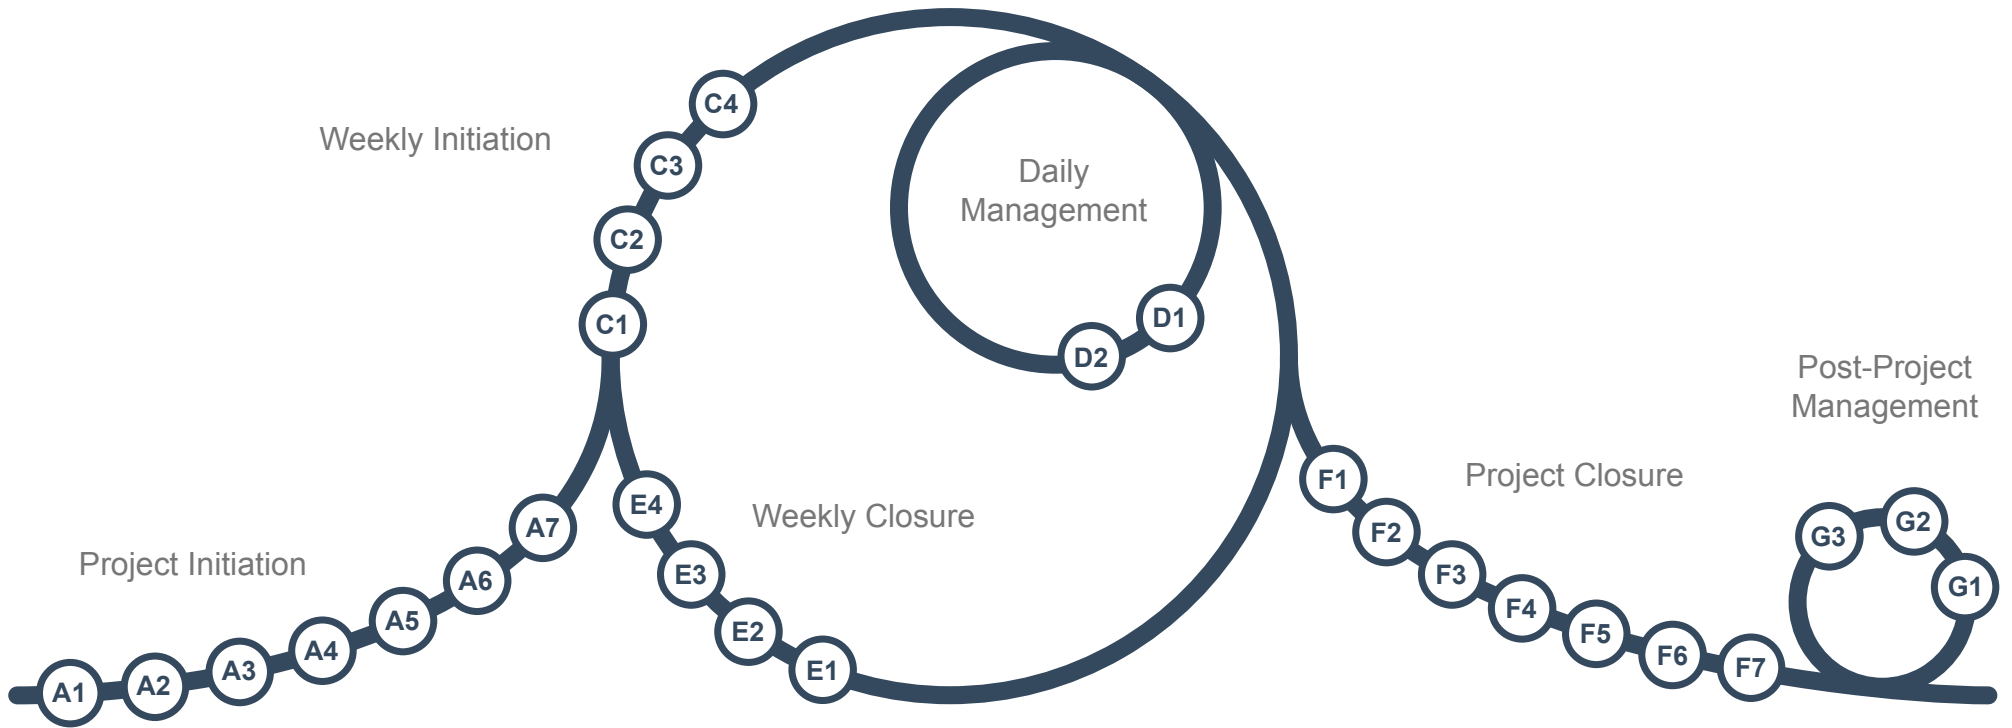 C4
Weekly Initiation
C3
Daily
Management
C2
C1
D1
D2
Post-Project
Management
F1
Project Closure
E4
Weekly Closure
A7
F2
G3
G2
Project Initiation
E3
F3
G1
A6
A5
F4
E2
F5
A4
F6
E1
F7
A3
A2
A1